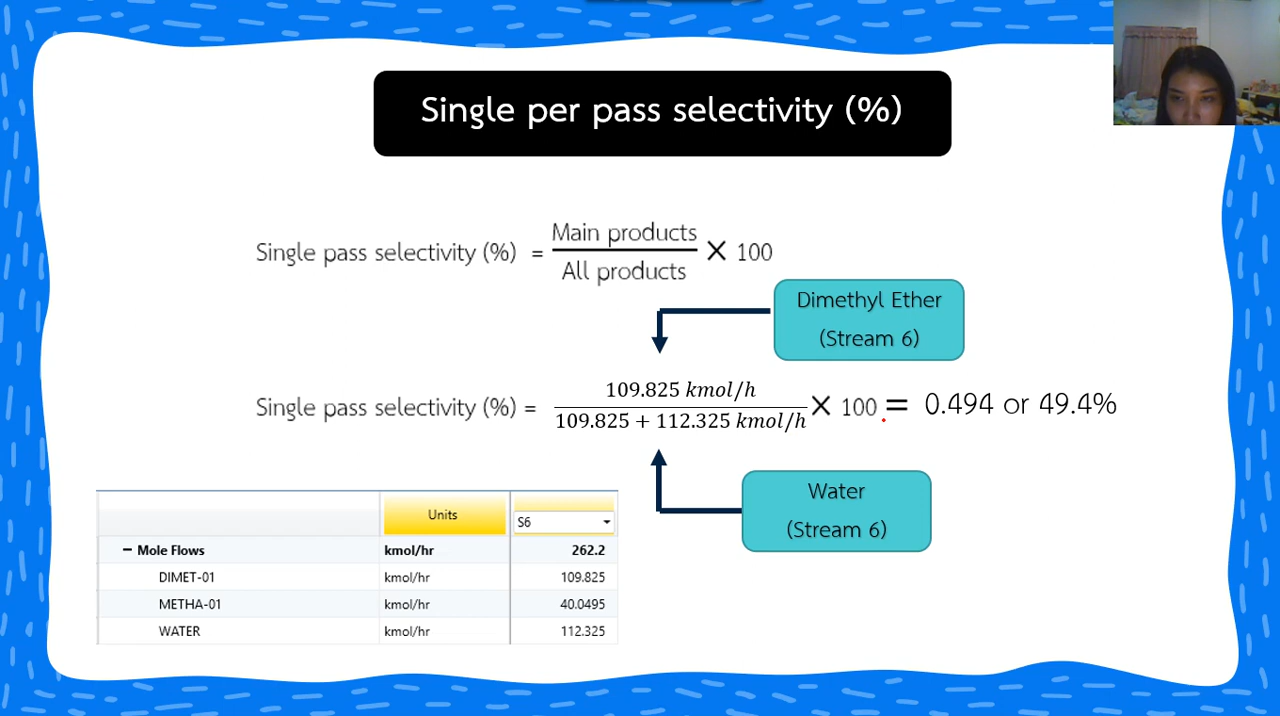 Single per pass selectivity (%)
Single pass selectivity (%) = Main products / All products × 100
Dimethyl Ether
(Stream 6)
Single pass selectivity (%) = 109.825 kmol/h / 109.825 + 112.325 kmol/h × 100 = 0.494 or 49.4%
Water
(Stream 6)
Units S6
− Mole Flows kmol/hr 262.2
DIMET-01 kmol/hr 109.825
METHA-01 kmol/hr 40.0495
WATER kmol/hr 112.325